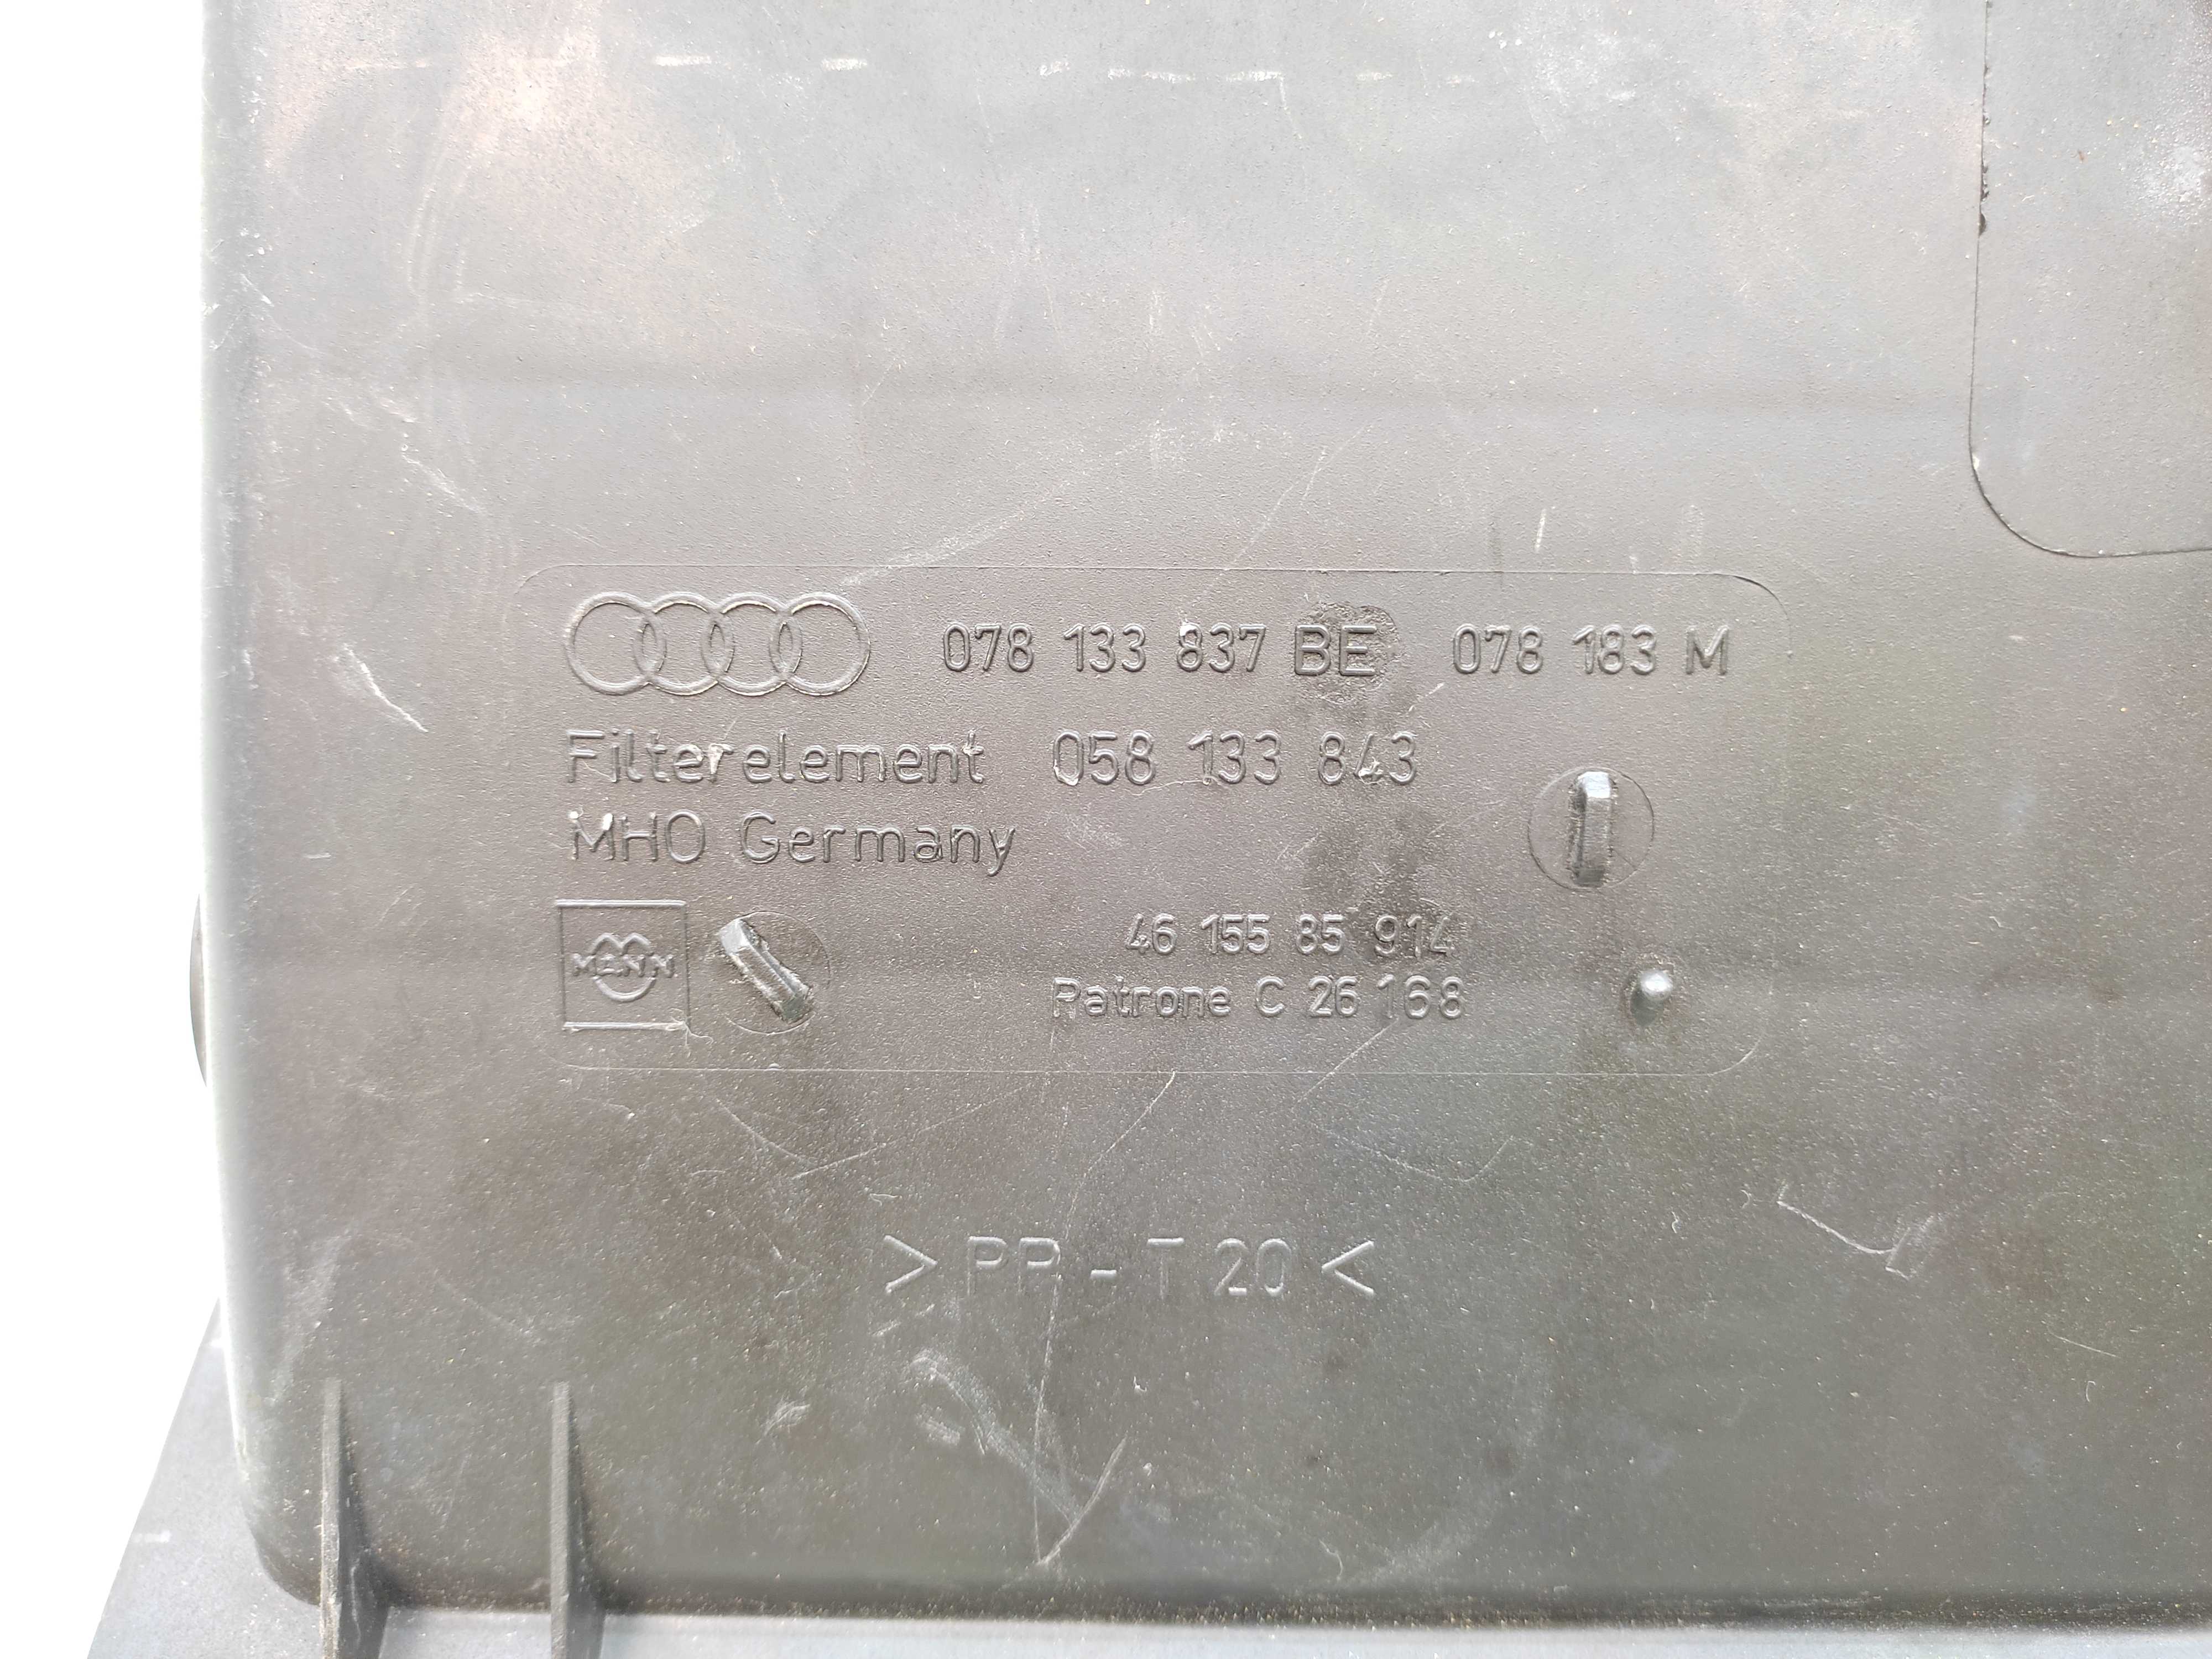 078 133 837 BE 078 183 M
Filterelement 058 133 843
MHO Germany
MANN
46 155 85 914
Patrone C 26 168
> PP - T 20 <